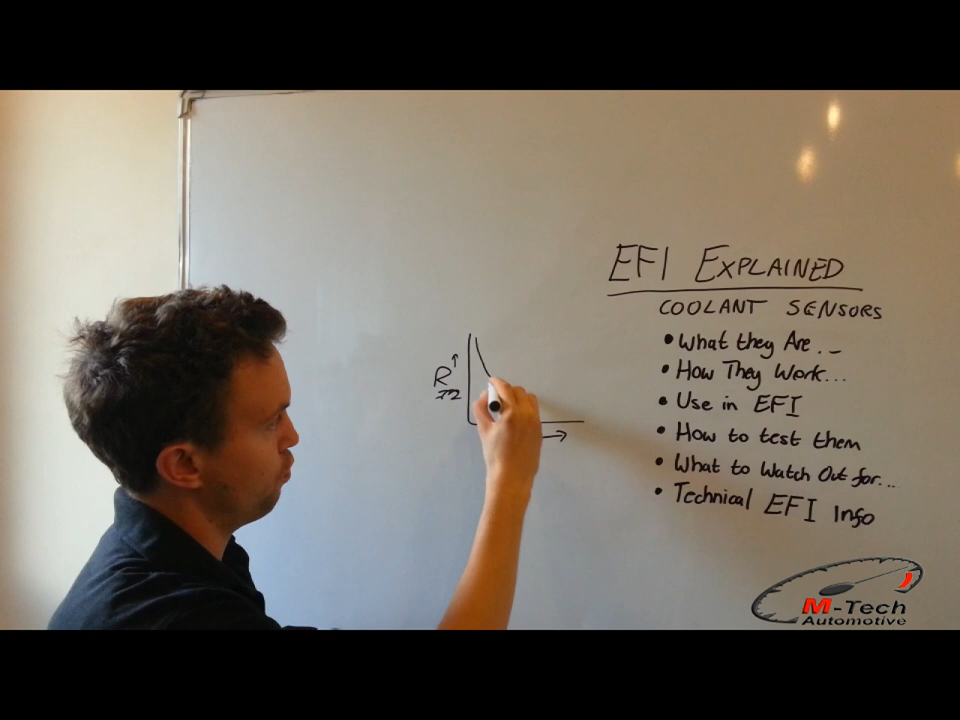 EFI EXPLAINED
COOLANT SENSORS
• What they Are...
• How They Work...
• Use in EFI
• How to test them
• What to Watch Out for...
• Technical EFI Info
R
M-Tech
Automotive